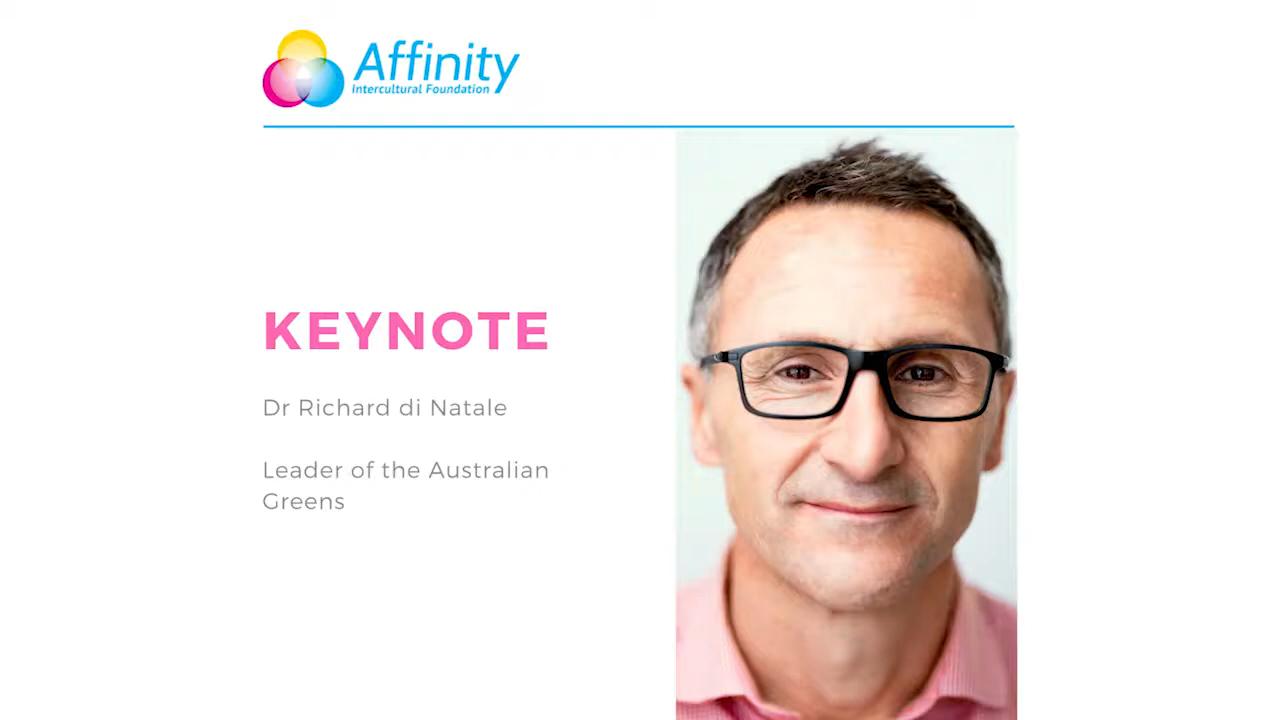 Affinity
Intercultural Foundation
KEYNOTE
Dr Richard di Natale
Leader of the Australian
Greens